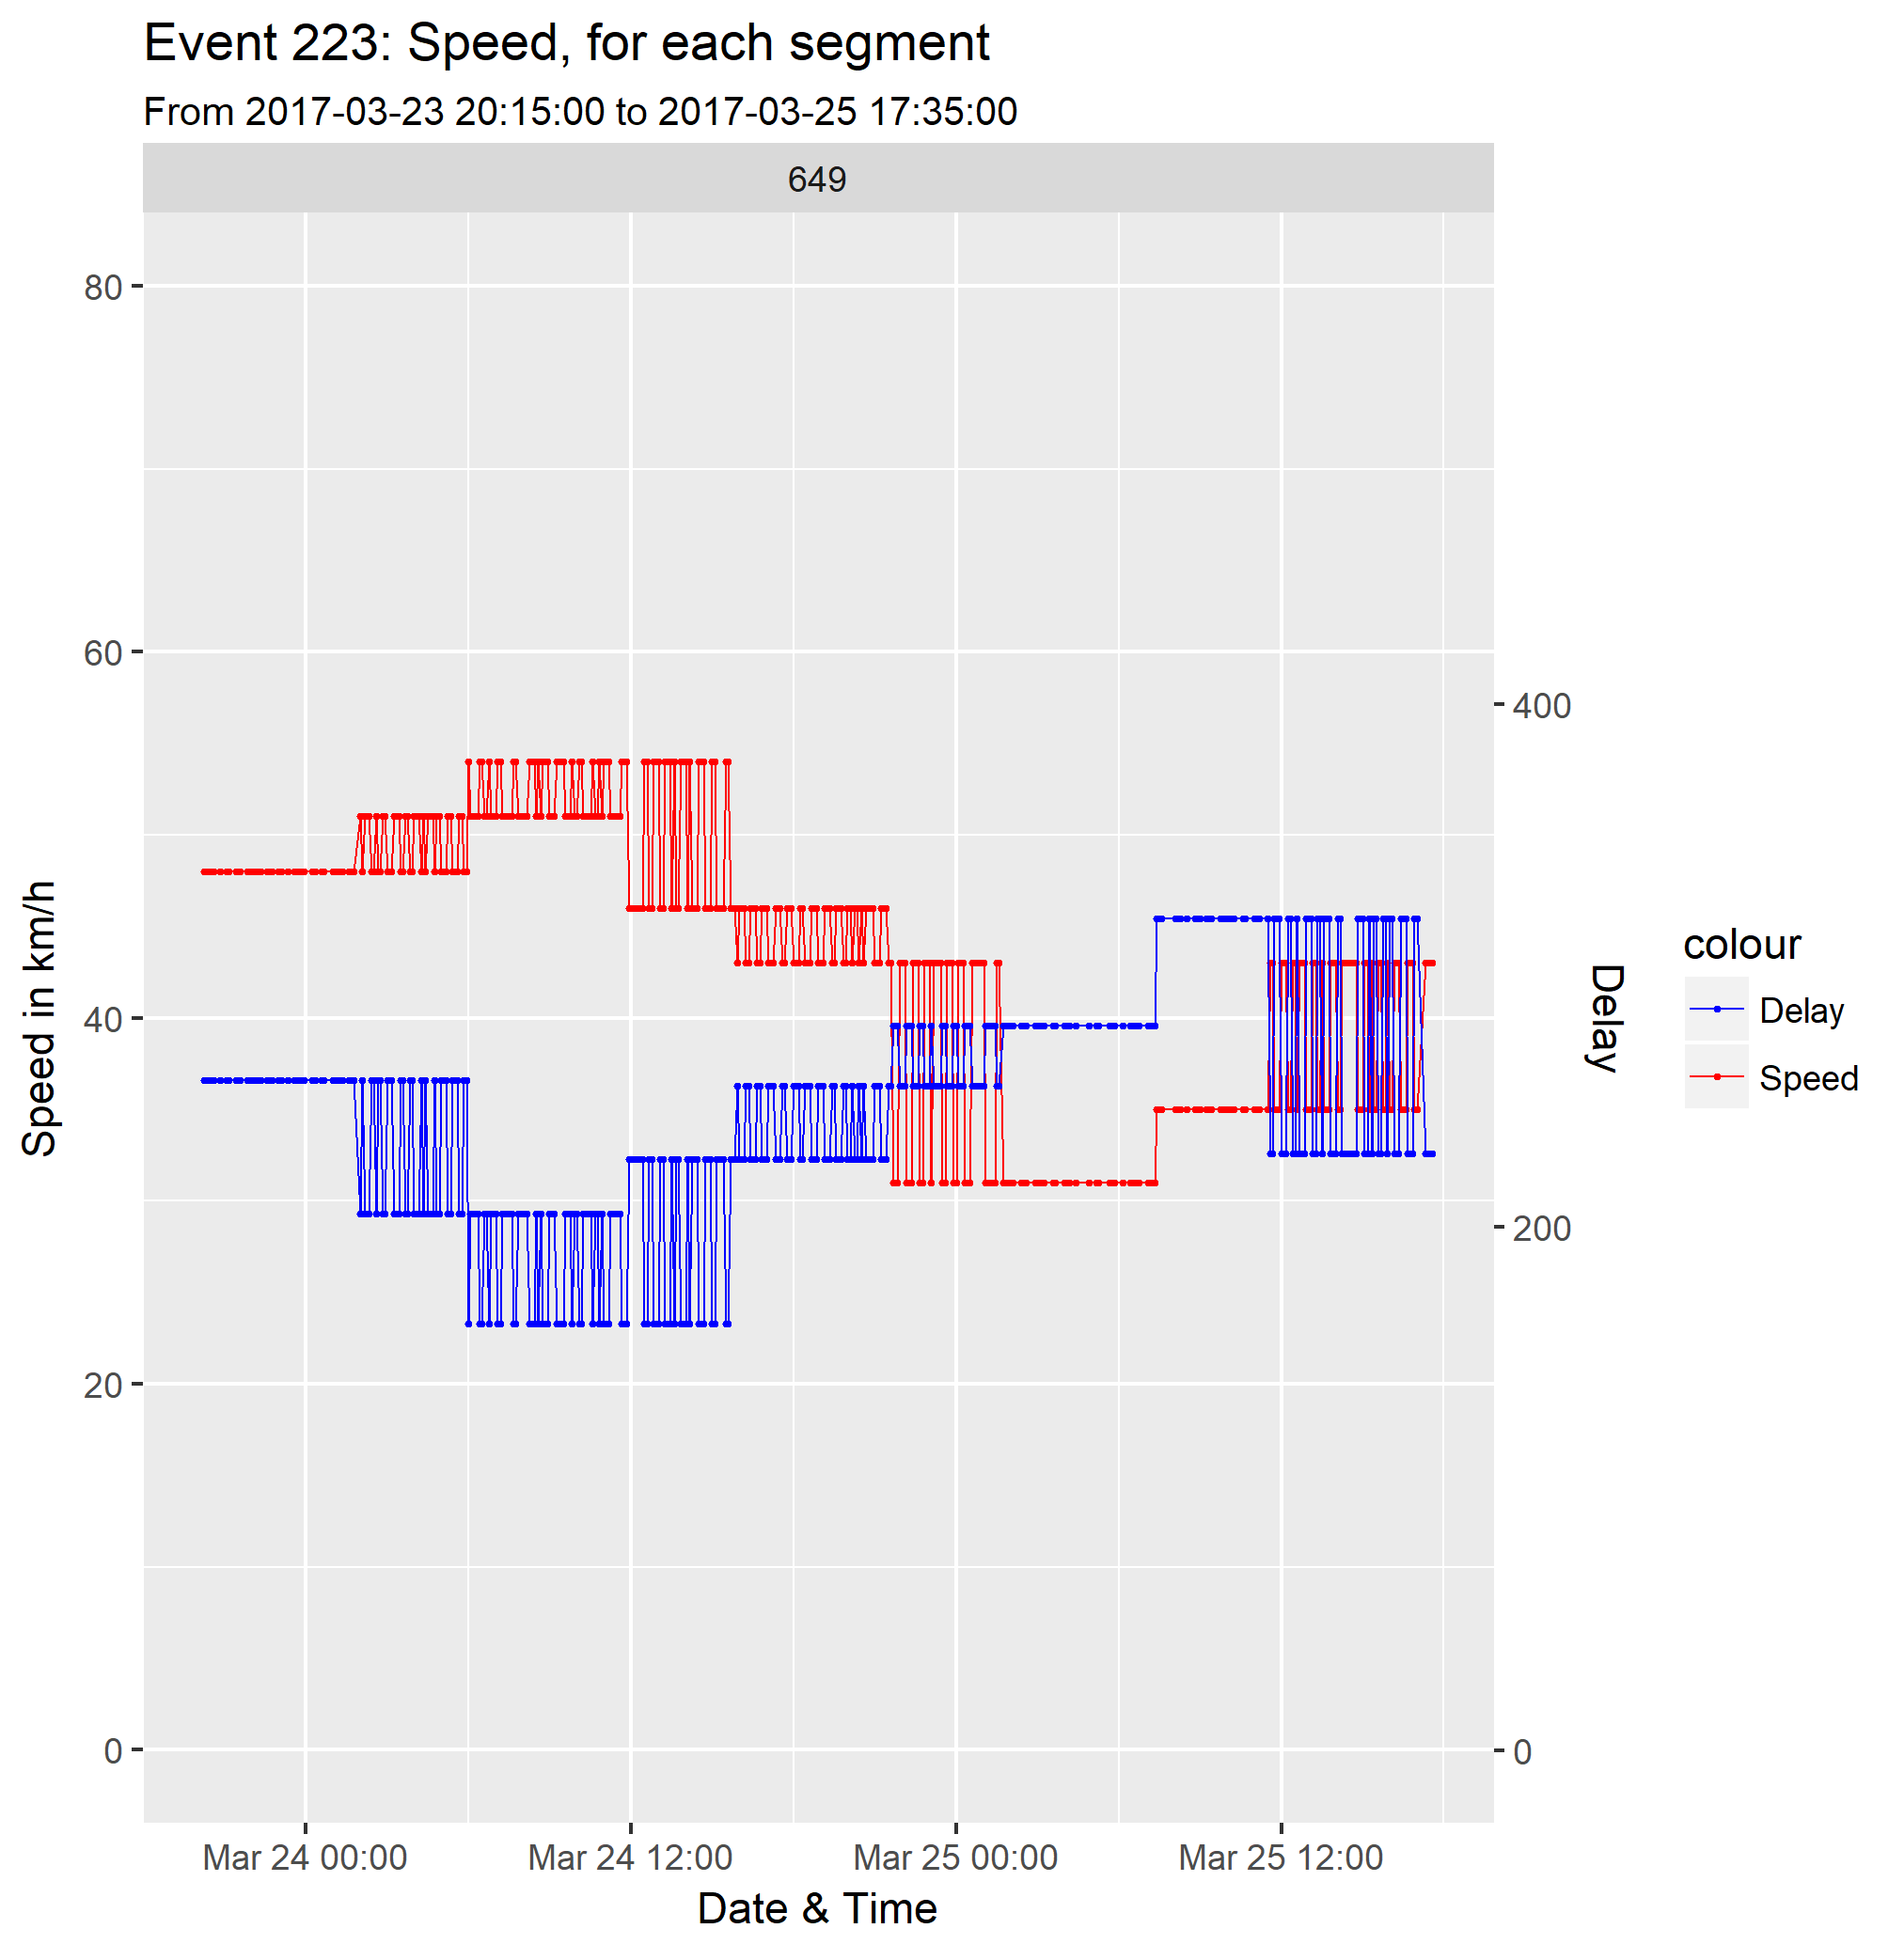 Event 223: Speed, for each segment
From 2017-03-23 20:15:00 to 2017-03-25 17:35:00
649
80
60
40
20
0
Speed in km/h
400
200
0
Delay
colour
Delay
Speed
Mar 24 00:00
Mar 24 12:00
Mar 25 00:00
Mar 25 12:00
Date & Time